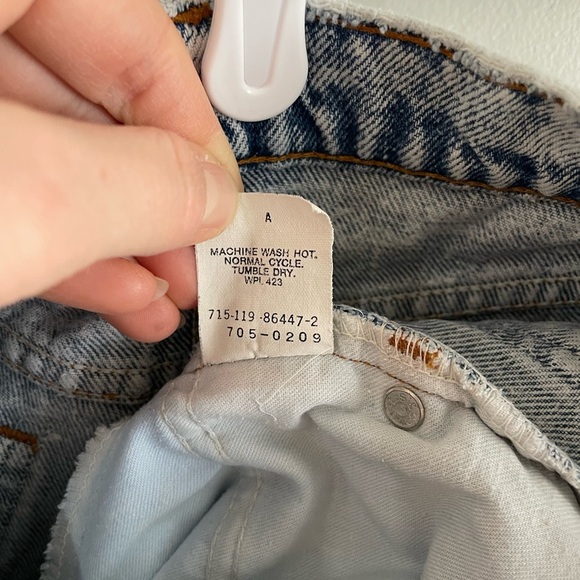 A
MACHINE WASH HOT.
NORMAL CYCLE.
TUMBLE DRY.
WPL 423
715-119-86447-2
705-0209